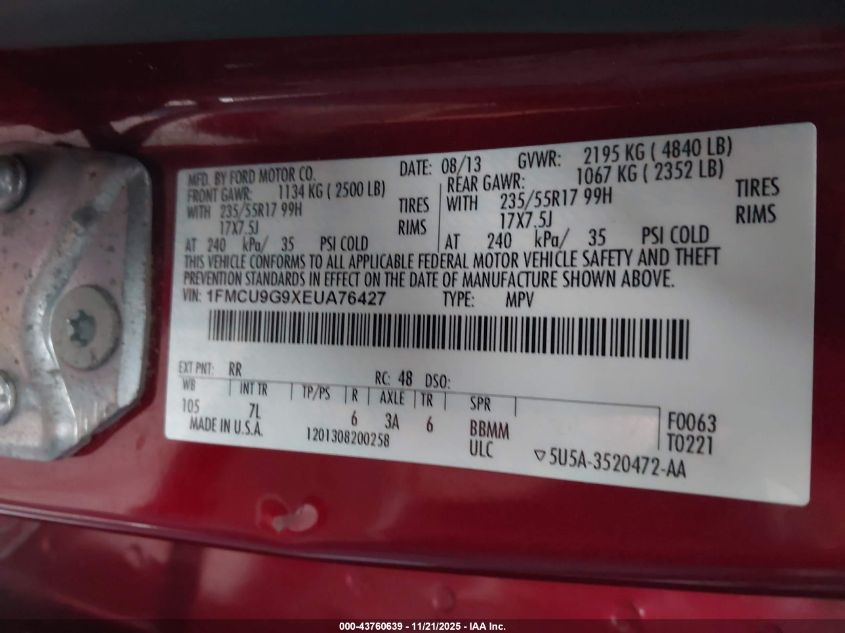 MFD. BY FORD MOTOR CO. DATE: 08/13 GVWR: 2195 KG ( 4840 LB)
FRONT GAWR: 1134 KG ( 2500 LB) REAR GAWR: 1067 KG ( 2352 LB)
WITH 235/55R17 99H TIRES WITH 235/55R17 99H TIRES
17X7.5J RIMS 17X7.5J RIMS
AT 240 kPa/ 35 PSI COLD AT 240 kPa/ 35 PSI COLD
THIS VEHICLE CONFORMS TO ALL APPLICABLE FEDERAL MOTOR VEHICLE SAFETY AND THEFT
PREVENTION STANDARDS IN EFFECT ON THE DATE OF MANUFACTURE SHOWN ABOVE.
VIN: 1FMCU9G9XEUA76427 TYPE: MPV
EXT PNT: RR RC: 48 DSO:
WB INT TR TP/PS R AXLE TR SPR
105 7L 6 3A 6 BBMM F0063
MADE IN U.S.A. 1201308200258 ULC T0221
▽5U5A-3520472-AA
000-43760639 - 11/21/2025 - IAA Inc.